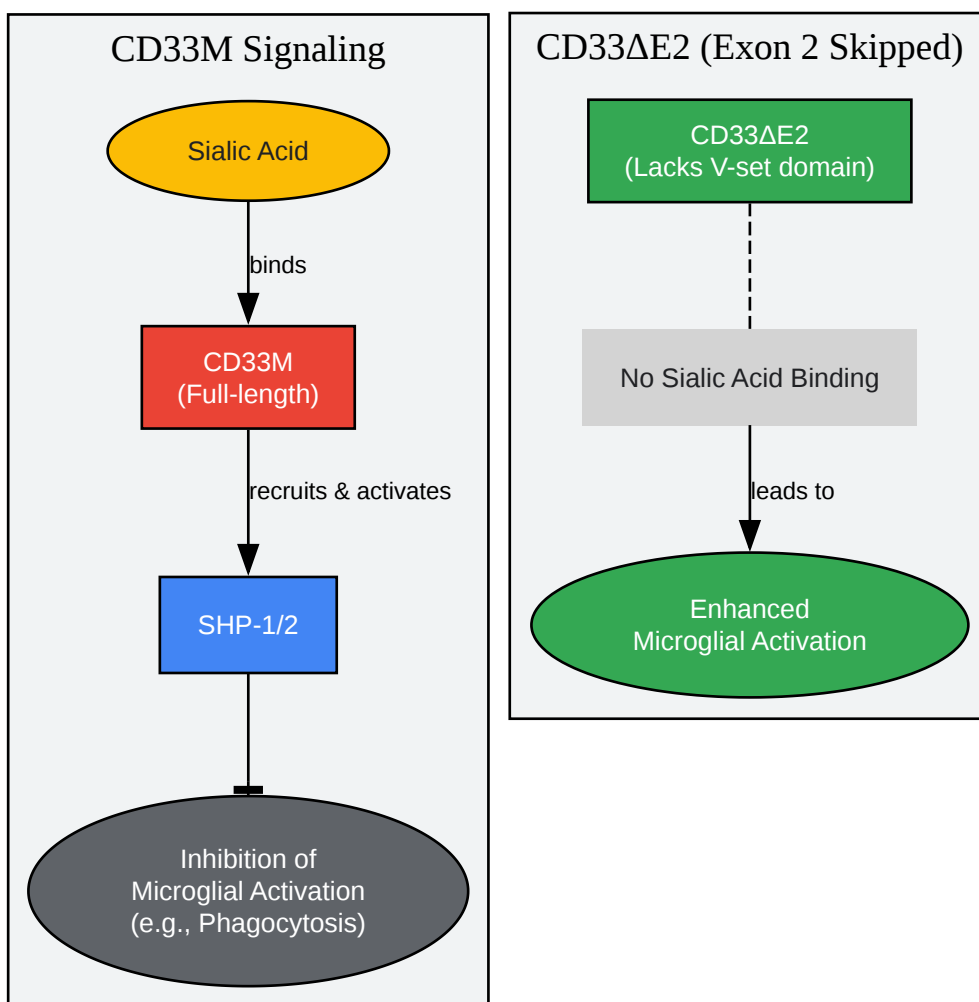 CD33M Signaling
Sialic Acid
binds
CD33M
(Full-length)
recruits & activates
SHP-1/2
Inhibition of
Microglial Activation
(e.g., Phagocytosis)
CD33ΔE2 (Exon 2 Skipped)
CD33ΔE2
(Lacks V-set domain)
No Sialic Acid Binding
leads to
Enhanced
Microglial Activation